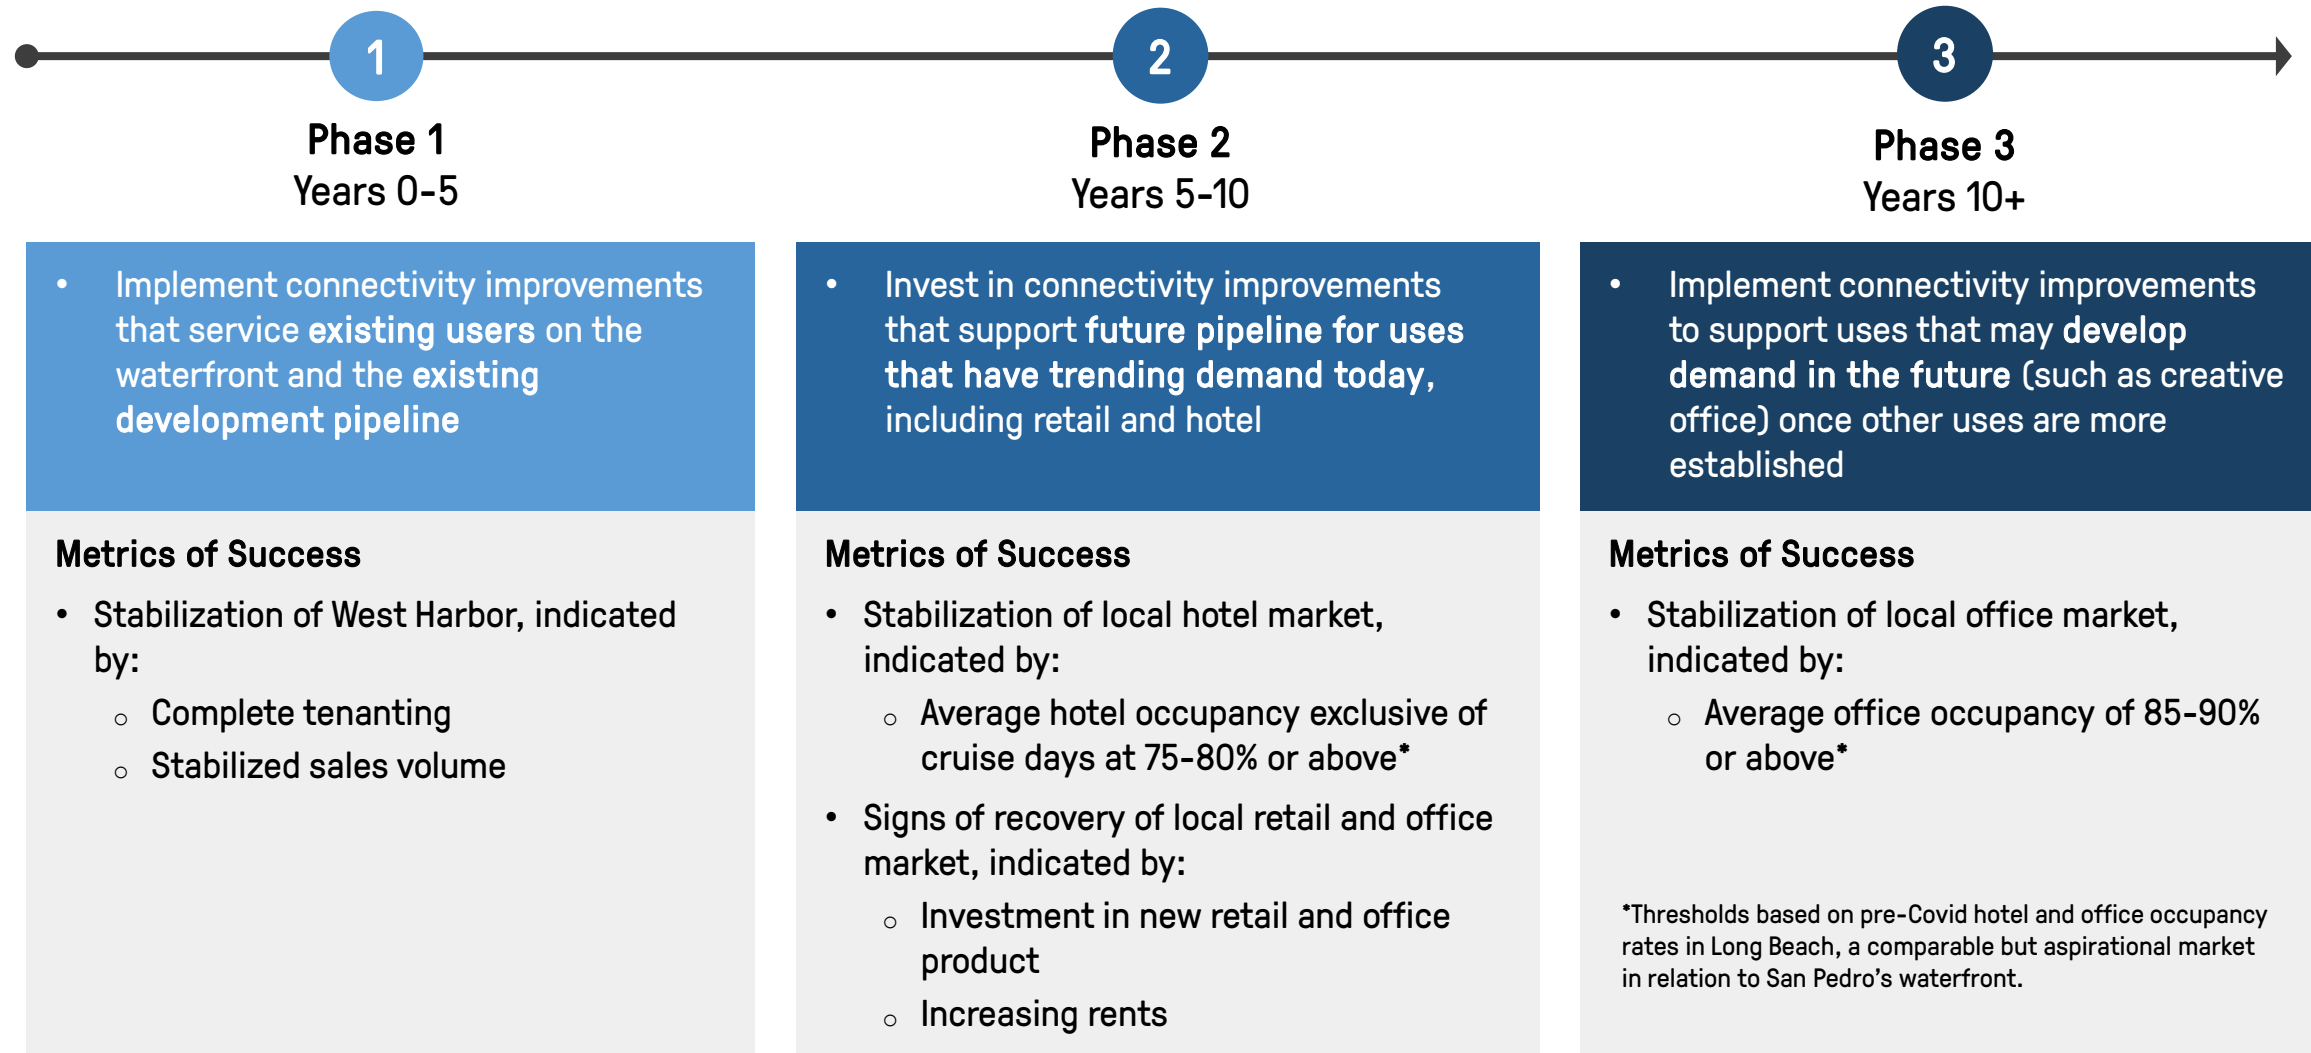 1
2
3
Phase 1
Years 0-5
Phase 2
Years 5-10
Phase 3
Years 10+
• Implement connectivity improvements
that service existing users on the
waterfront and the existing
development pipeline
Metrics of Success
• Stabilization of West Harbor, indicated
by:
o Complete tenanting
o Stabilized sales volume
• Invest in connectivity improvements
that support future pipeline for uses
that have trending demand today,
including retail and hotel
Metrics of Success
• Stabilization of local hotel market,
indicated by:
o Average hotel occupancy exclusive of
cruise days at 75-80% or above*
• Signs of recovery of local retail and office
market, indicated by:
o Investment in new retail and office
product
o Increasing rents
• Implement connectivity improvements
to support uses that may develop
demand in the future (such as creative
office) once other uses are more
established
Metrics of Success
• Stabilization of local office market,
indicated by:
o Average office occupancy of 85-90%
or above*
*Thresholds based on pre-Covid hotel and office occupancy
rates in Long Beach, a comparable but aspirational market
in relation to San Pedro's waterfront.